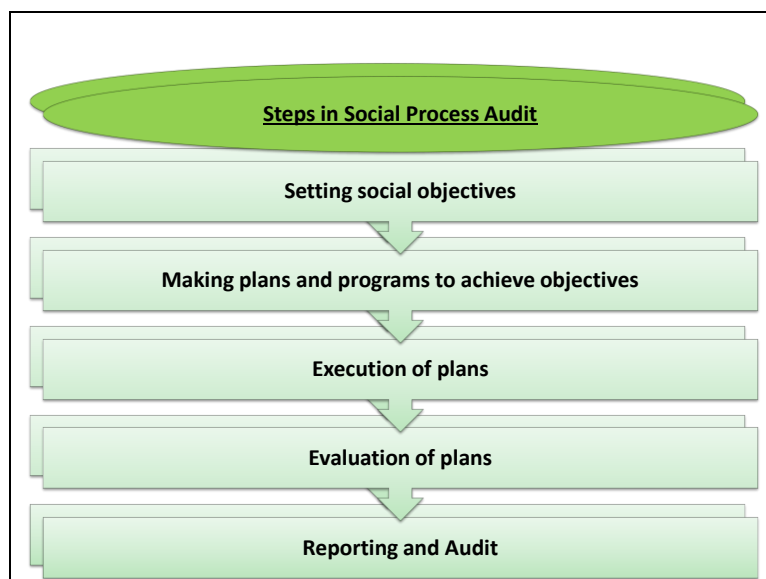 Steps in Social Process Audit
Setting social objectives
Making plans and programs to achieve objectives
Execution of plans
Evaluation of plans
Reporting and Audit